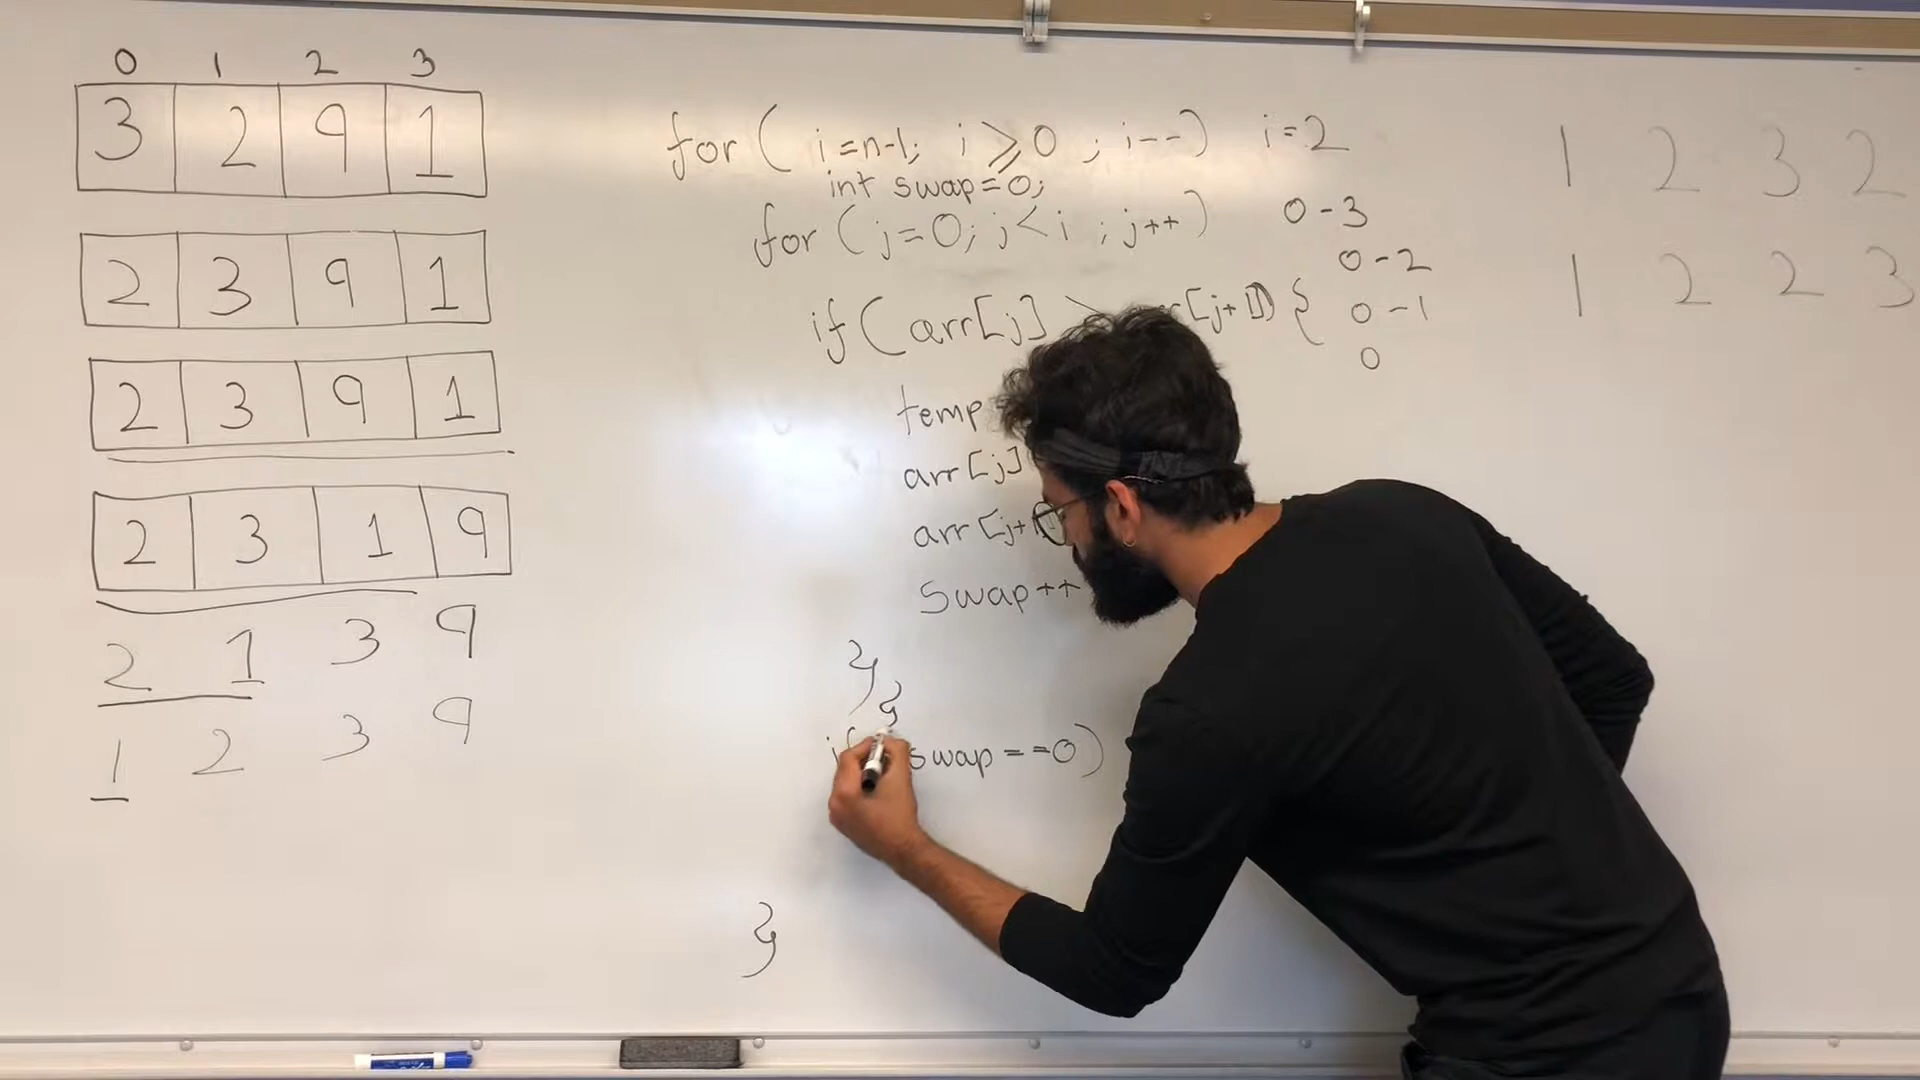 0 1 2 3
3 2 9 1
2 3 9 1
2 3 9 1
2 3 1 9
2 1 3 9
1 2 3 9
for ( i=n-1; i ⩾ 0 ; i-- ) i=2
int swap=0;
for ( j=0; j<i ; j++ ) 0-3
0-2
if ( arr[j] > [j+1]) { 0-1
0
temp
arr[j]
arr[j+1]
swap++
}
}
swap==0)
}
1 2 3 2
1 2 2 3